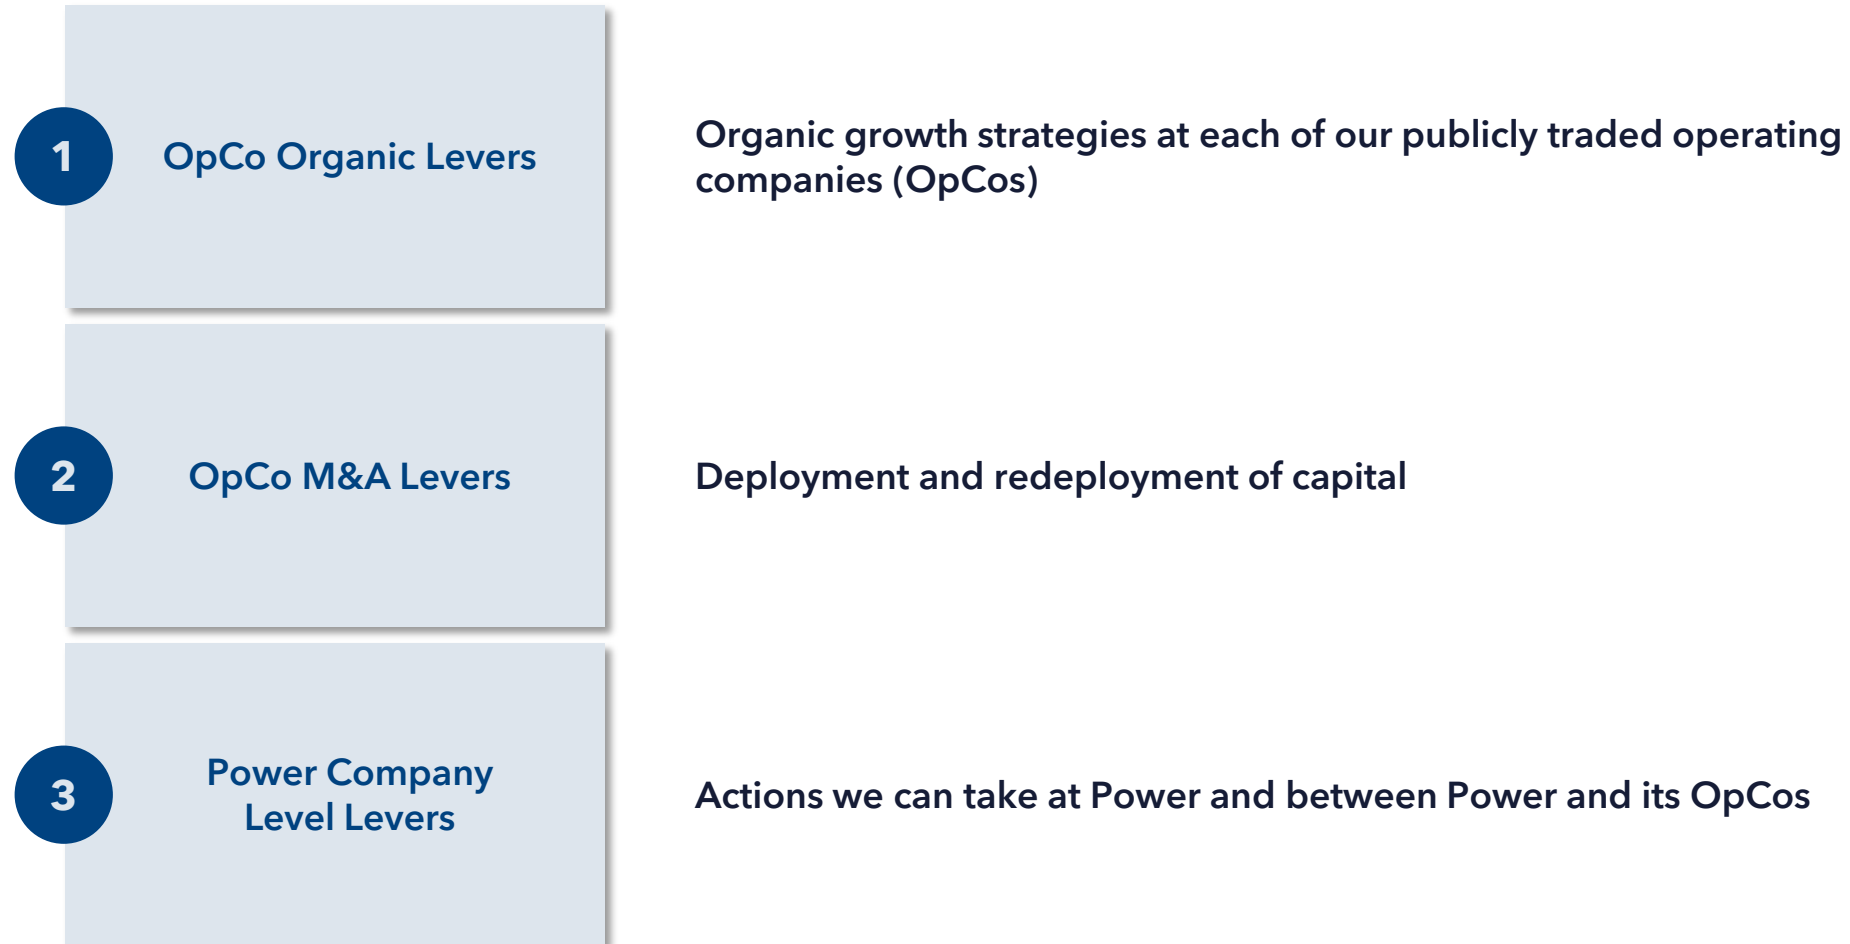 1
OpCo Organic Levers
Organic growth strategies at each of our publicly traded operating
companies (OpCos)
2
OpCo M&A Levers
Deployment and redeployment of capital
3
Power Company
Level Levers
Actions we can take at Power and between Power and its OpCos